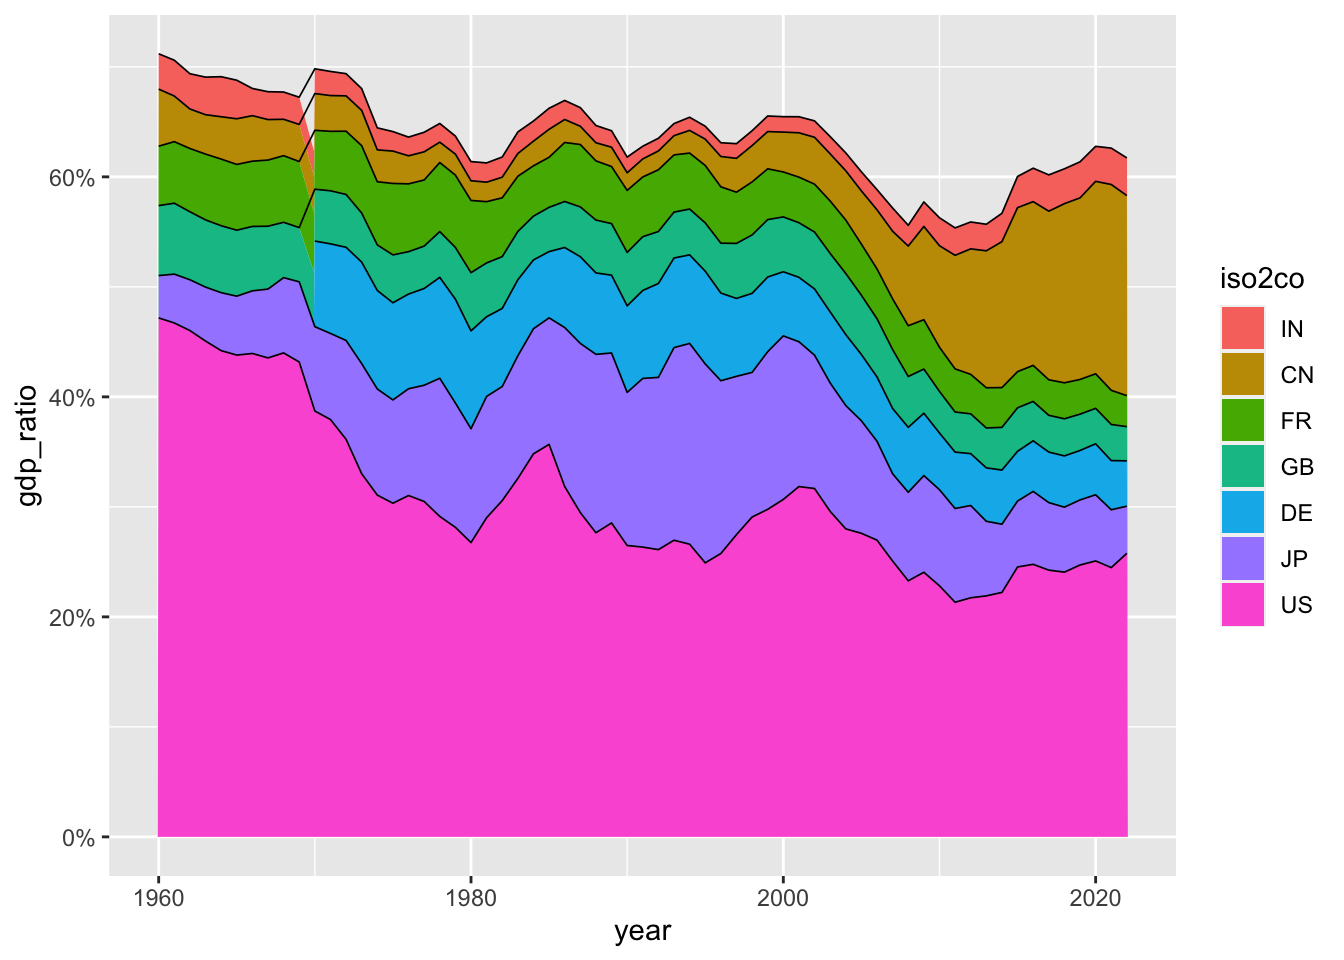 60%
40%
20%
0%
gdp_ratio
1960
1980
2000
2020
year
iso2co
IN
CN
FR
GB
DE
JP
US